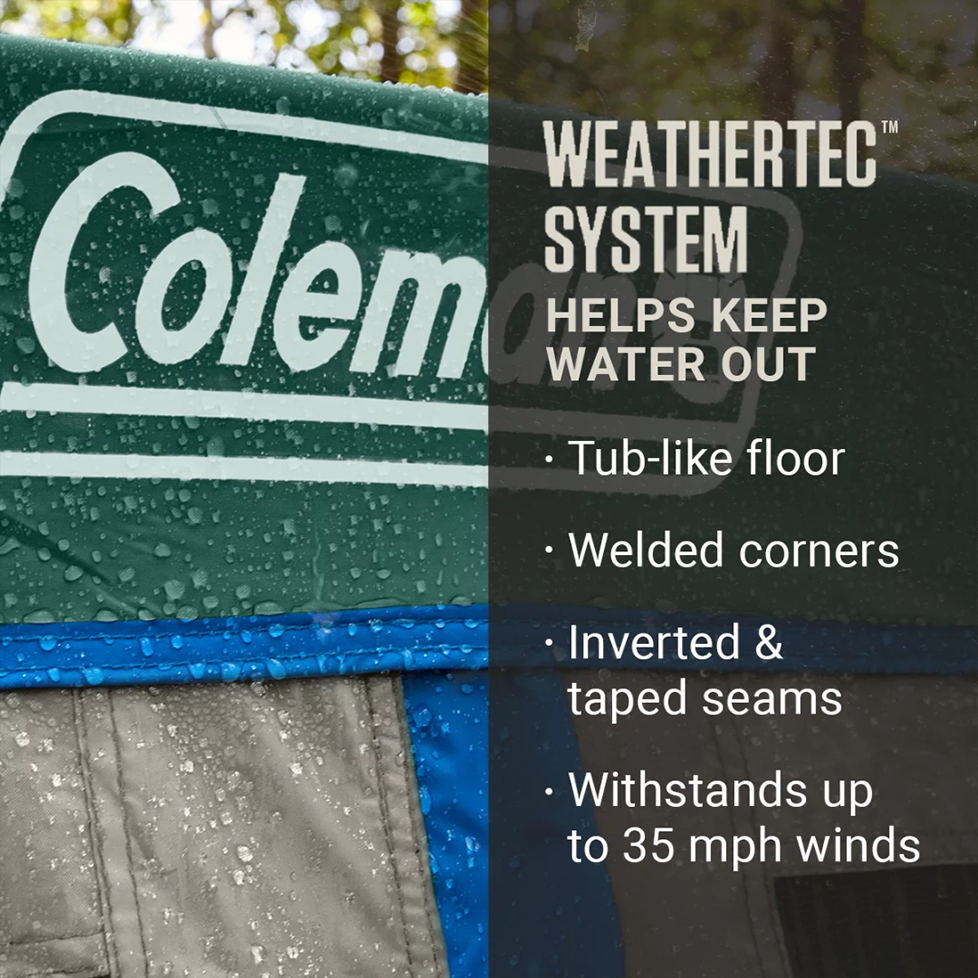 Coleman
WEATHERTEC™
SYSTEM
HELPS KEEP
WATER OUT
· Tub-like floor
· Welded corners
· Inverted &
taped seams
· Withstands up
to 35 mph winds